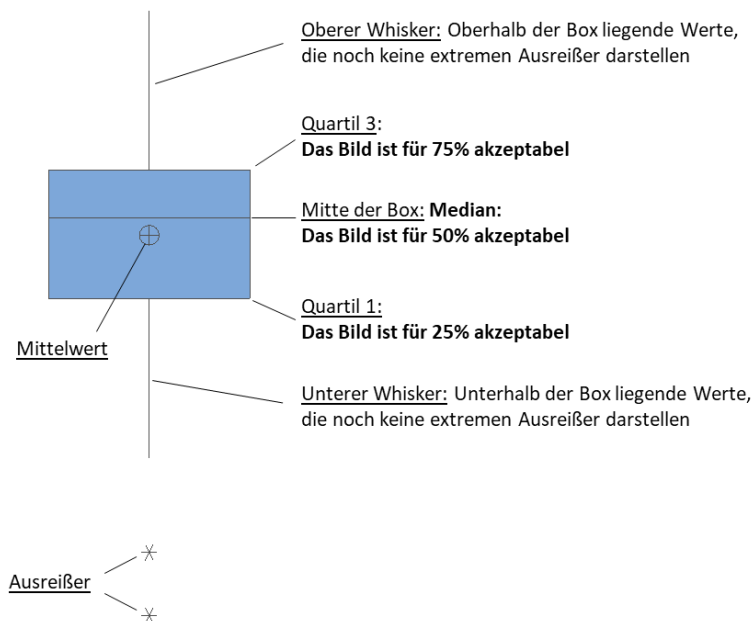 Oberer Whisker: Oberhalb der Box liegende Werte,
die noch keine extremen Ausreißer darstellen
Quartil 3:
Das Bild ist für 75% akzeptabel
Mitte der Box: Median:
Das Bild ist für 50% akzeptabel
Quartil 1:
Das Bild ist für 25% akzeptabel
Mittelwert
Unterer Whisker: Unterhalb der Box liegende Werte,
die noch keine extremen Ausreißer darstellen
Ausreißer